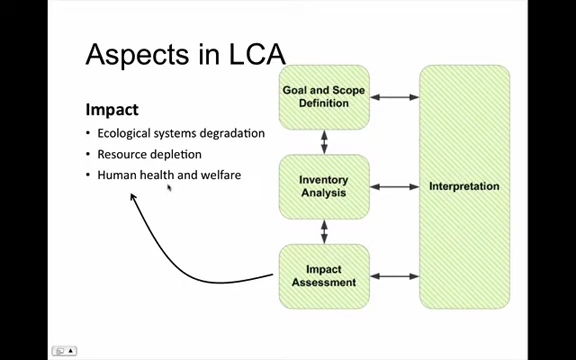 Aspects in LCA
Impact
• Ecological systems degradation
• Resource depletion
• Human health and welfare
Goal and Scope
Definition
Inventory
Analysis
Impact
Assessment
Interpretation